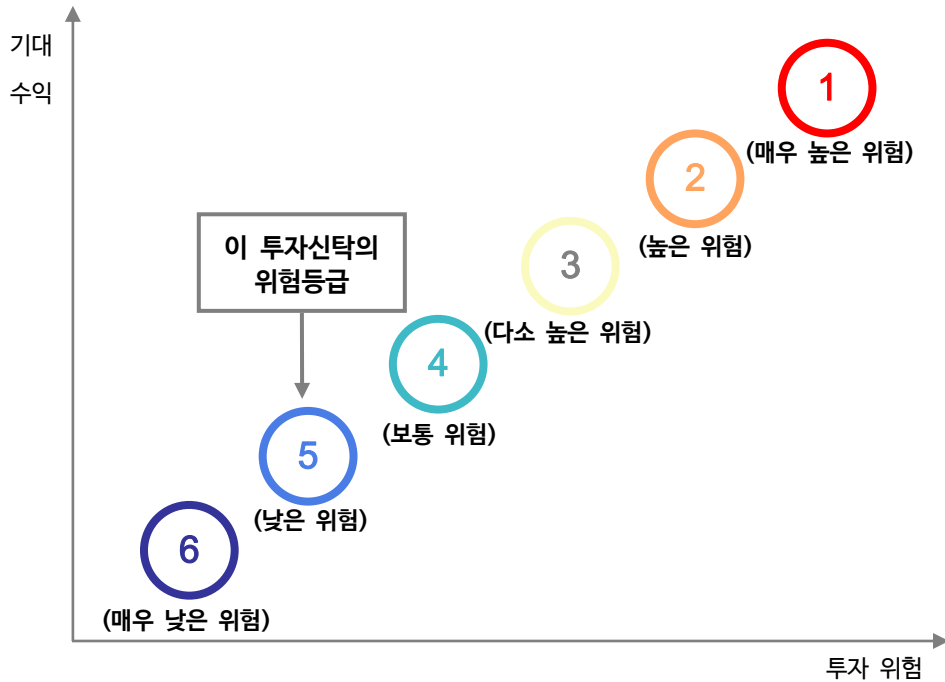 기대
수익
1
(매우 높은 위험)
2
(높은 위험)
이 투자신탁의
위험등급
3
(다소 높은 위험)
4
(보통 위험)
5
(낮은 위험)
6
(매우 낮은 위험)
투자 위험